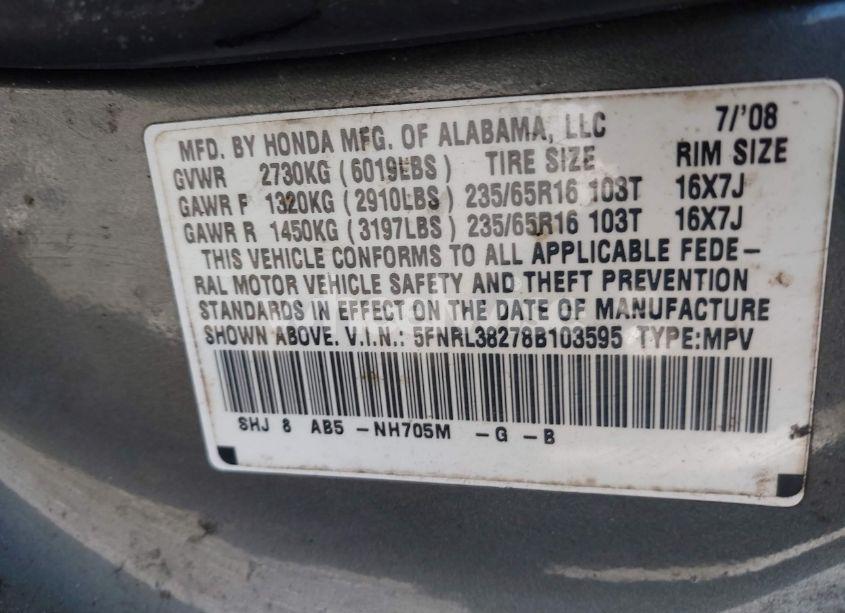 MFD. BY HONDA MFG. OF ALABAMA, LLC 7/'08
GVWR 2730KG (6019LBS) TIRE SIZE RIM SIZE
GAWR F 1320KG (2910LBS) 235/65R16 103T 16X7J
GAWR R 1450KG (3197LBS) 235/65R16 103T 16X7J
THIS VEHICLE CONFORMS TO ALL APPLICABLE FEDE-
RAL MOTOR VEHICLE SAFETY AND THEFT PREVENTION
STANDARDS IN EFFECT ON THE DATE OF MANUFACTURE
SHOWN ABOVE. V.I.N.: 5FNRL38278B103595 TYPE:MPV
SHJ 8 AB5 -NH705M -G -B